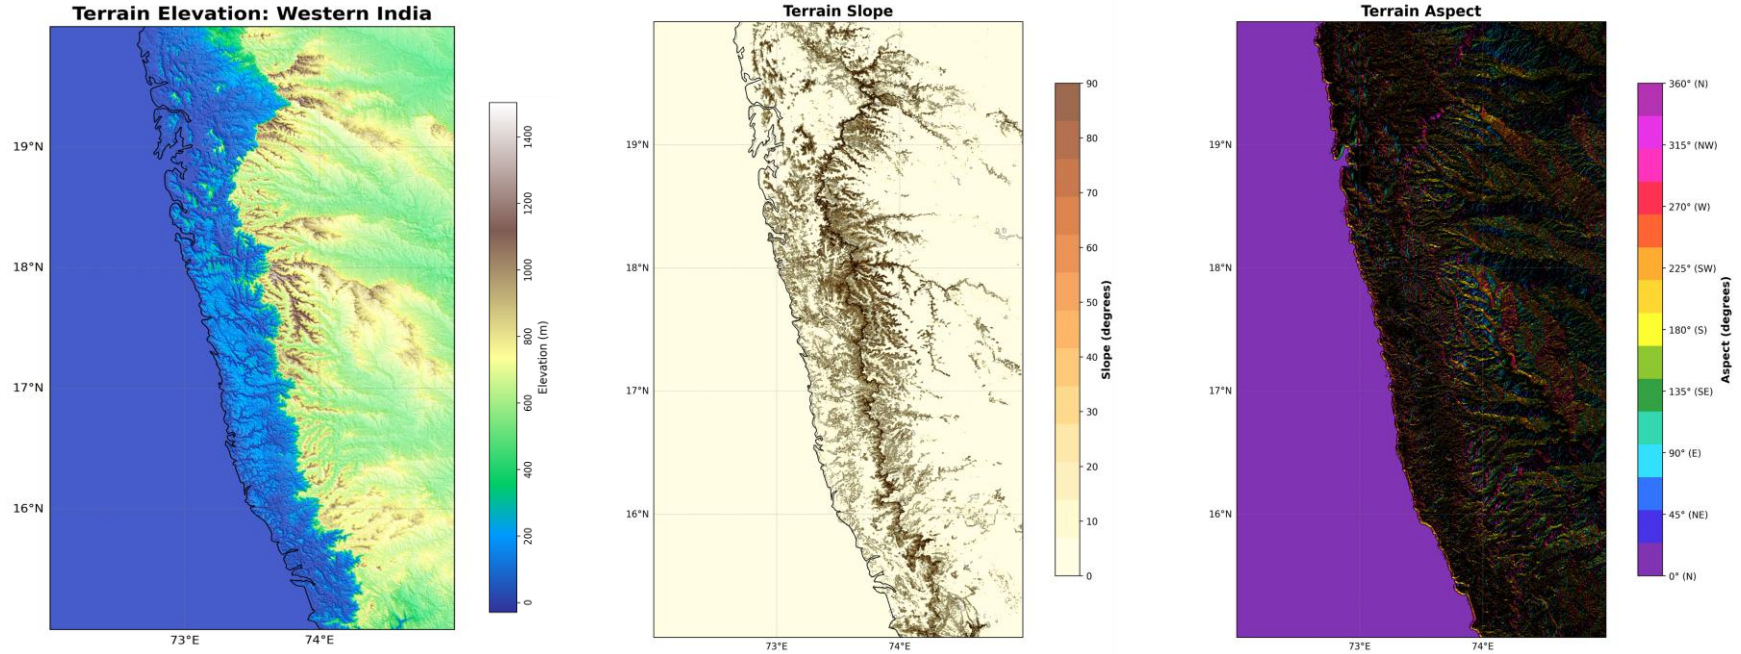 Terrain Elevation: Western India
19°N
18°N
17°N
16°N
73°E
74°E
1400
1200
1000
800
600
400
200
0
Elevation (m)
Terrain Slope
19°N
18°N
17°N
16°N
73°E
74°E
90
80
70
60
50
40
30
20
10
0
Slope (degrees)
Terrain Aspect
19°N
18°N
17°N
16°N
73°E
74°E
360° (N)
315° (NW)
270° (W)
225° (SW)
180° (S)
135° (SE)
90° (E)
45° (NE)
0° (N)
Aspect (degrees)